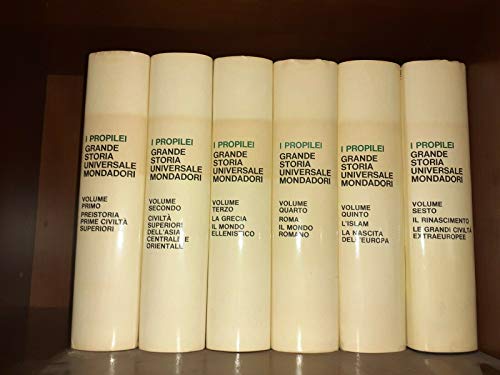 I PROPILEI
GRANDE
STORIA
UNIVERSALE
MONDADORI
VOLUME
PRIMO
PREISTORIA
PRIME CIVILTÀ
SUPERIORI
I PROPILEI
GRANDE
STORIA
UNIVERSALE
MONDADORI
VOLUME
SECONDO
CIVILTÀ
SUPERIORI
DELL'ASIA
CENTRALE E
ORIENTALE
I PROPILEI
GRANDE
STORIA
UNIVERSALE
MONDADORI
VOLUME
TERZO
LA GRECIA
IL MONDO
ELLENISTICO
I PROPILEI
GRANDE
STORIA
UNIVERSALE
MONDADORI
VOLUME
QUARTO
ROMA
IL MONDO
ROMANO
I PROPILEI
GRANDE
STORIA
UNIVERSALE
MONDADORI
VOLUME
QUINTO
L'ISLAM
LA NASCITA
DELL'EUROPA
I PROPILEI
GRANDE
STORIA
UNIVERSALE
MONDADORI
VOLUME
SESTO
IL RINASCIMENTO
LE GRANDI CIVILTÀ
EXTRAEUROPEE